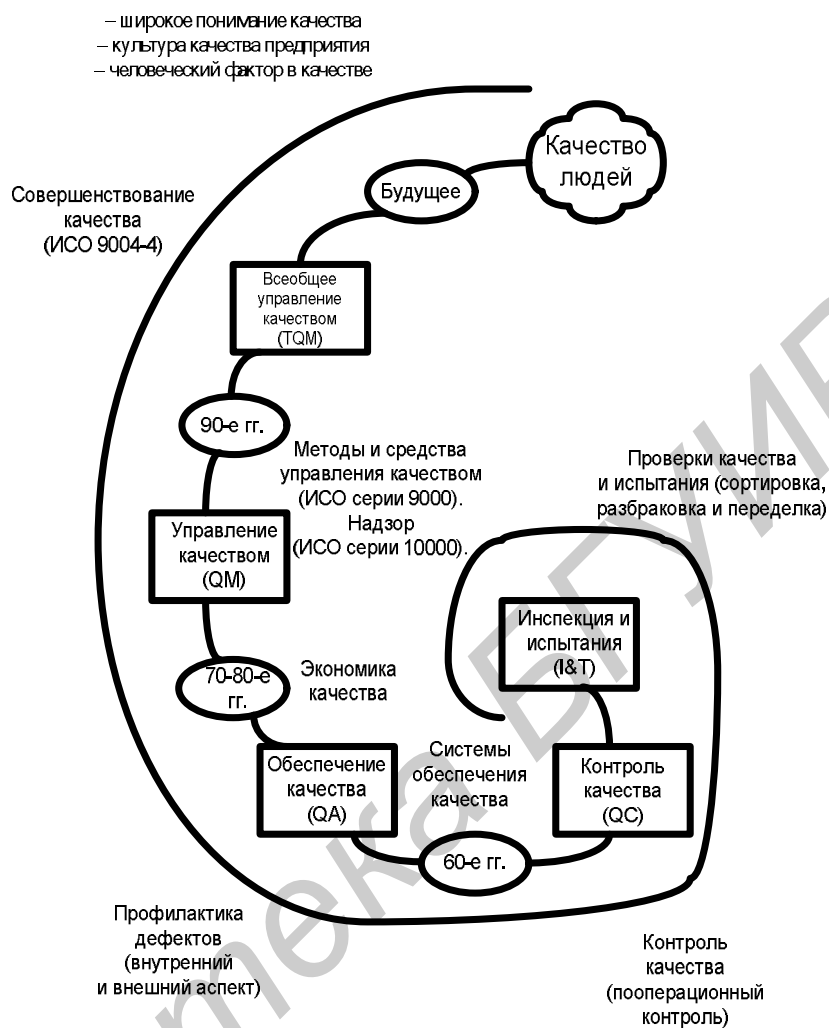 – широкое понимание качества
– культура качества предприятия
– человеческий фактор в качестве
Качество
людей
Будущее
Совершенствование
качества
(ИСО 9004-4)
Всеобщее
управление
качеством
(TQM)
90-е гг.
Методы и средства
управления качеством
(ИСО серии 9000).
Надзор
(ИСО серии 10000).
Проверки качества
и испытания (сортировка,
разбраковка и переделка)
Управление
качеством
(QM)
Инспекция и
испытания
(I&T)
70-80-е
гг.
Экономика
качества
Обеспечение
качества
(QA)
Системы
обеспечения
качества
Контроль
качества
(QC)
60-е гг.
Профилактика
дефектов
(внутренний
и внешний аспект)
Контроль
качества
(пооперационный
контроль)
тека БГУИР